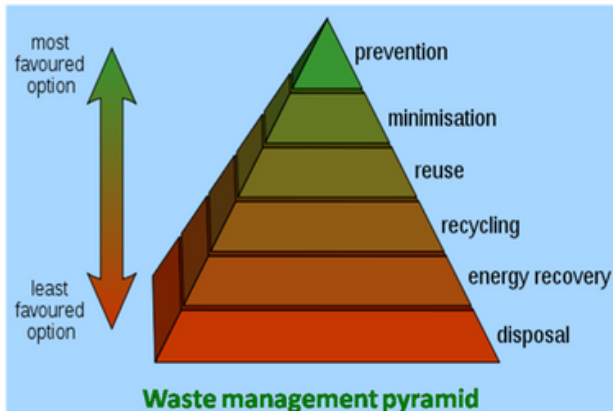 most
favoured
option
prevention
minimisation
reuse
recycling
energy recovery
least
favoured
option
disposal
Waste management pyramid